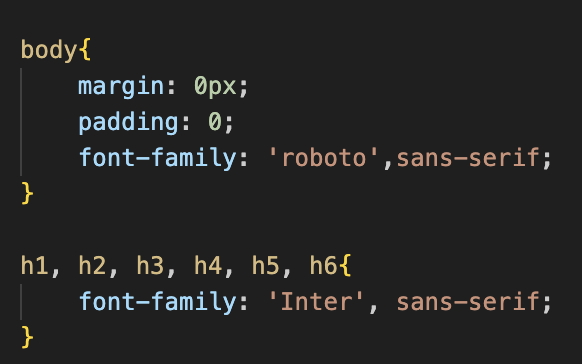 body{
margin: 0px;
padding: 0;
font-family: 'roboto',sans-serif;
}
h1, h2, h3, h4, h5, h6{
font-family: 'Inter', sans-serif;
}